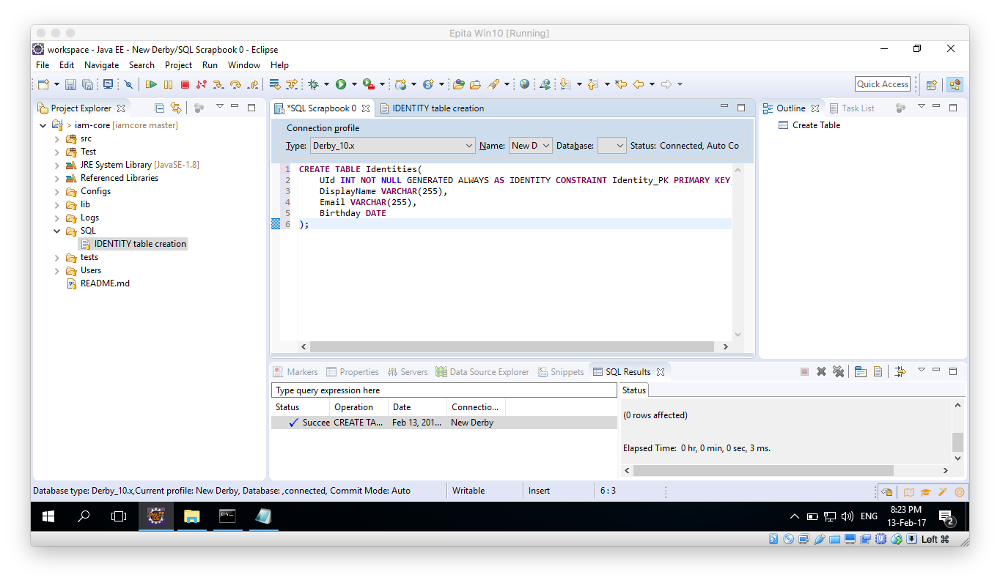 Epita Win10 [Running]
workspace - Java EE - New Derby/SQL Scrapbook 0 - Eclipse
File Edit Navigate Search Project Run Window Help
Quick Access
Project Explorer
> iam-core [iamcore master]
src
Test
JRE System Library [JavaSE-1.8]
Referenced Libraries
Configs
lib
Logs
SQL
IDENTITY table creation
tests
Users
README.md
*SQL Scrapbook 0 IDENTITY table creation
Connection profile
Type: Derby_10.x Name: New D Database: Status: Connected, Auto Co
1 CREATE TABLE Identities(
2 UId INT NOT NULL GENERATED ALWAYS AS IDENTITY CONSTRAINT Identity_PK PRIMARY KEY,
3 DisplayName VARCHAR(255),
4 Email VARCHAR(255),
5 Birthday DATE
6 );
Outline Task List
Create Table
Markers Properties Servers Data Source Explorer Snippets SQL Results
Type query expression here
Status Operation Date Connectio...
Succee CREATE TA... Feb 13, 201... New Derby
Status
(0 rows affected)
Elapsed Time: 0 hr, 0 min, 0 sec, 3 ms.
Database type: Derby_10.x,Current profile: New Derby, Database: ,connected, Commit Mode: Auto Writable Insert 6 : 3
Java EE
IDE
ENG
8:23 PM
13-Feb-17
2
Left ⌘